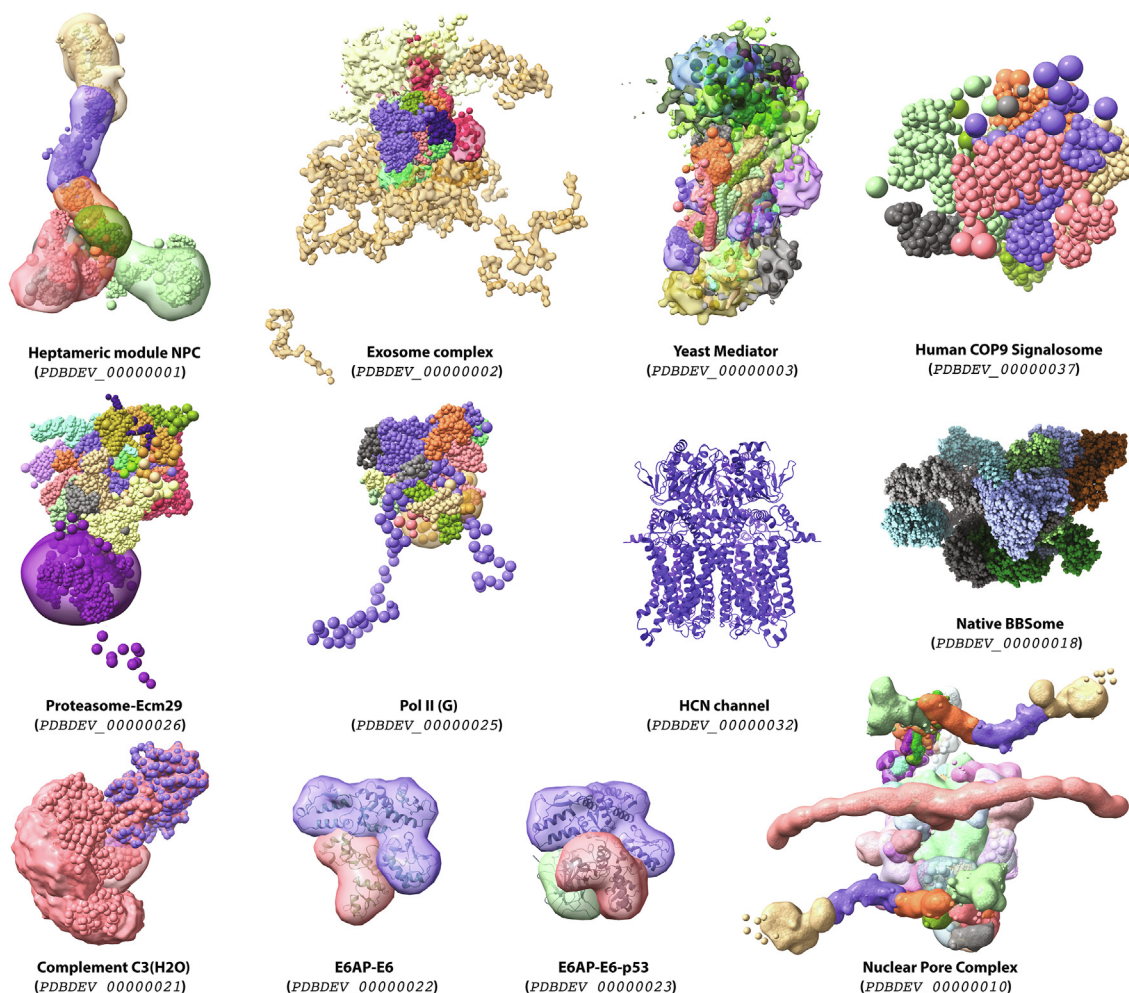 Heptameric module NPC
(PDBDEV_00000001)
Exosome complex
(PDBDEV_00000002)
Yeast Mediator
(PDBDEV_00000003)
Human COP9 Signalosome
(PDBDEV_00000037)
Proteasome-Ecm29
(PDBDEV_00000026)
Pol II (G)
(PDBDEV_00000025)
HCN channel
(PDBDEV_00000032)
Native BBSome
(PDBDEV_00000018)
Complement C3(H2O)
(PDBDEV_00000021)
E6AP-E6
(PDBDEV_00000022)
E6AP-E6-p53
(PDBDEV_00000023)
Nuclear Pore Complex
(PDBDEV_00000010)